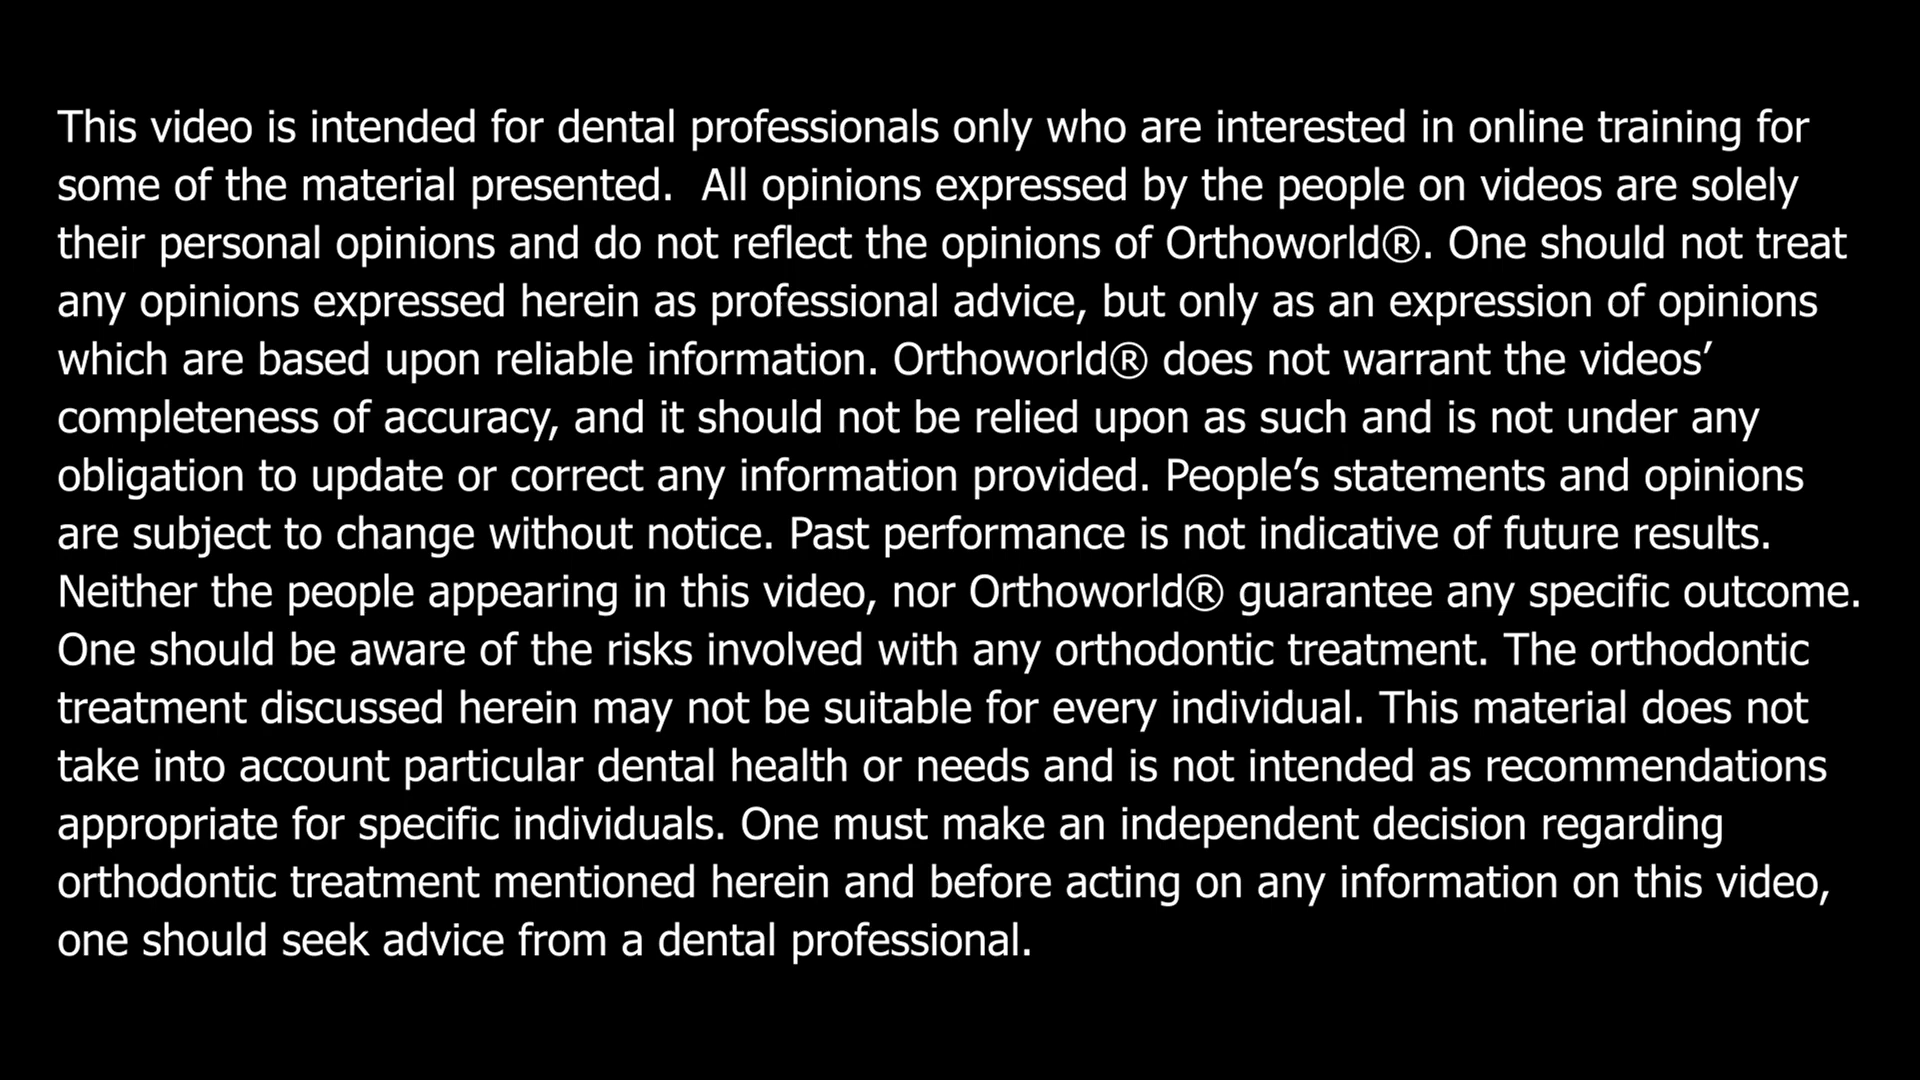 This video is intended for dental professionals only who are interested in online training for
some of the material presented.  All opinions expressed by the people on videos are solely
their personal opinions and do not reflect the opinions of Orthoworld®. One should not treat
any opinions expressed herein as professional advice, but only as an expression of opinions
which are based upon reliable information. Orthoworld® does not warrant the videos’
completeness of accuracy, and it should not be relied upon as such and is not under any
obligation to update or correct any information provided. People’s statements and opinions
are subject to change without notice. Past performance is not indicative of future results.
Neither the people appearing in this video, nor Orthoworld® guarantee any specific outcome.
One should be aware of the risks involved with any orthodontic treatment. The orthodontic
treatment discussed herein may not be suitable for every individual. This material does not
take into account particular dental health or needs and is not intended as recommendations
appropriate for specific individuals. One must make an independent decision regarding
orthodontic treatment mentioned herein and before acting on any information on this video,
one should seek advice from a dental professional.